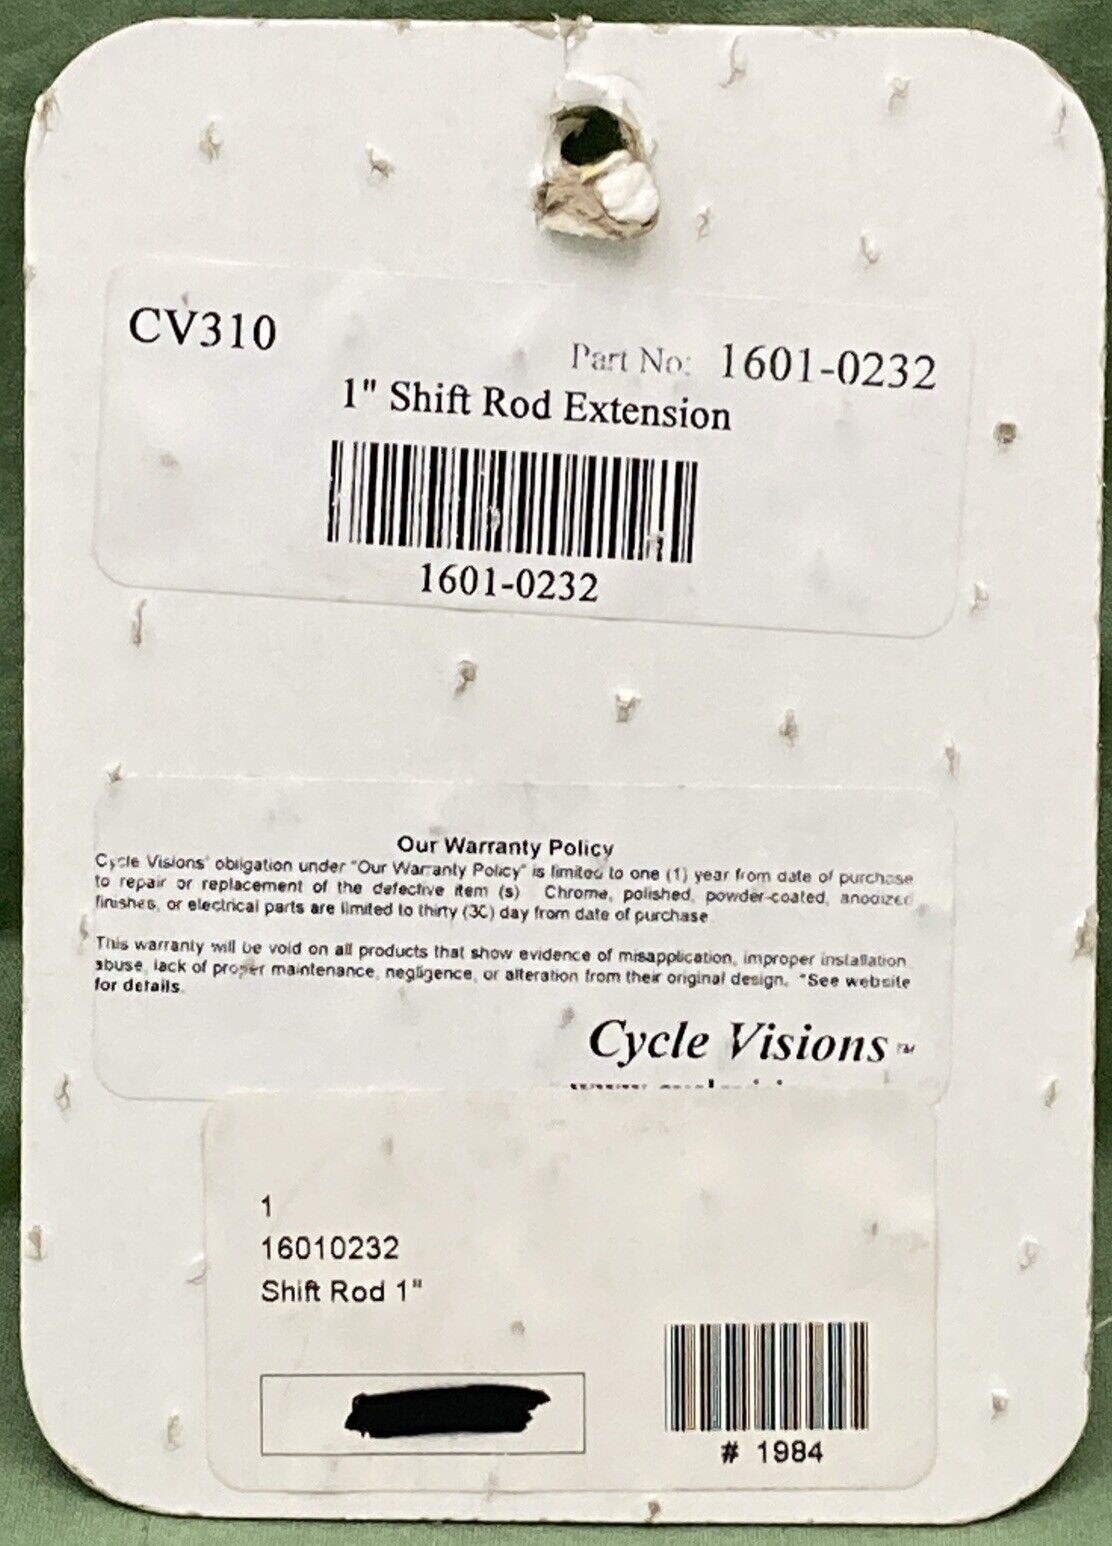 CV310
Part No: 1601-0232
1" Shift Rod Extension
1601-0232
Our Warranty Policy
Cycle Visions' obligation under "Our Warranty Policy" is limited to one (1) year from date of purchase
to repair or replacement of the defective item (s) Chrome, polished, powder-coated, anodized
finishes, or electrical parts are limited to thirty (30) day from date of purchase
This warranty will be void on all products that show evidence of misapplication, improper installation
abuse, lack of proper maintenance, negligence, or alteration from their original design. *See website
for details.
Cycle Visions ™
1
16010232
Shift Rod 1"
# 1984